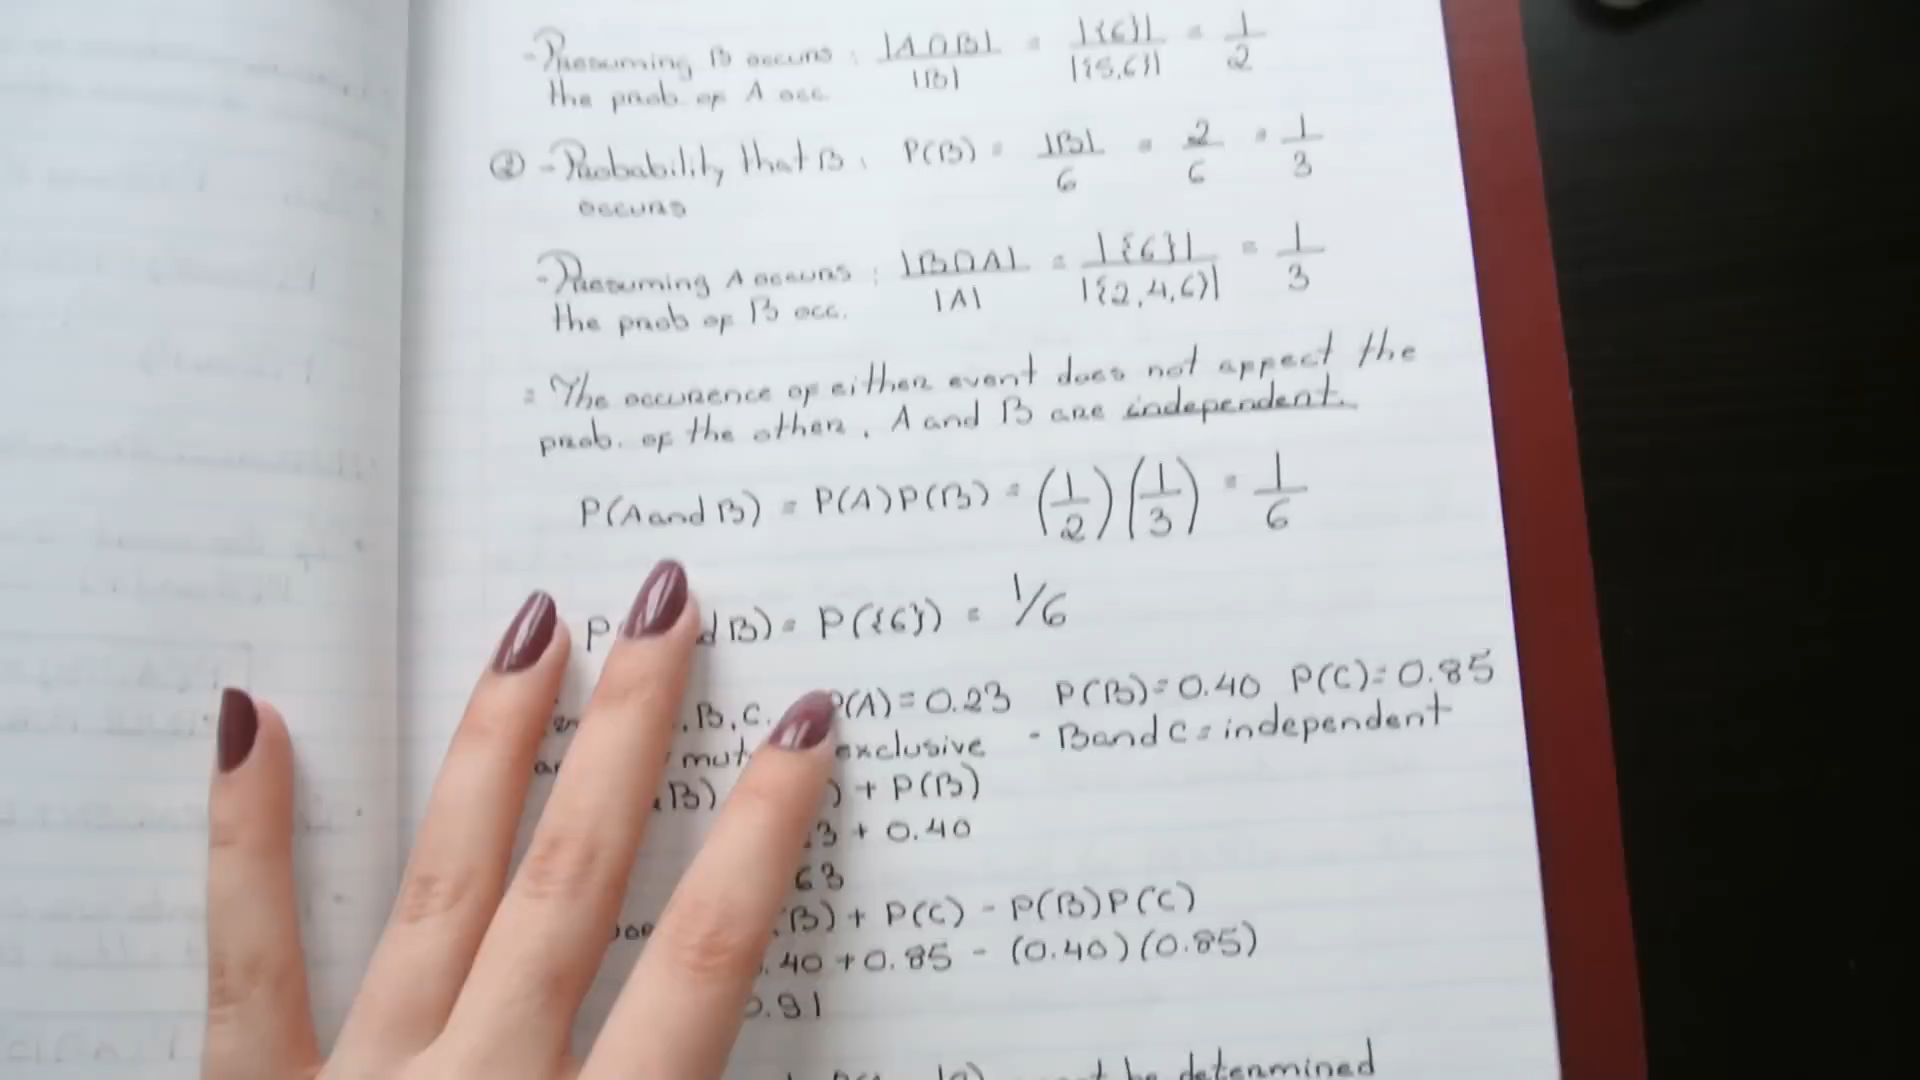 - Presuming B occurs : |A∩B| / |B| = |{6}| / |{5,6}| = 1/2
the prob. of A occ.
② - Probability that B : P(B) = |B| / 6 = 2/6 = 1/3
occurs
- Presuming A occurs : |B∩A| / |A| = |{6}| / |{2,4,6}| = 1/3
the prob of B occ.
= The occurence of either event does not affect the
prob. of the other. A and B are independent.
P(A and B) = P(A)P(B) = (1/2)(1/3) = 1/6
P( d B) = P({6}) = 1/6
B, C. P(A) = 0.23 P(B) = 0.40 P(C) = 0.85
mut exclusive - B and C = independent
B) ) + P(B)
3 + 0.40
63
(B) + P(C) - P(B)P(C)
.40 + 0.85 - (0.40)(0.85)
0.91
be determined